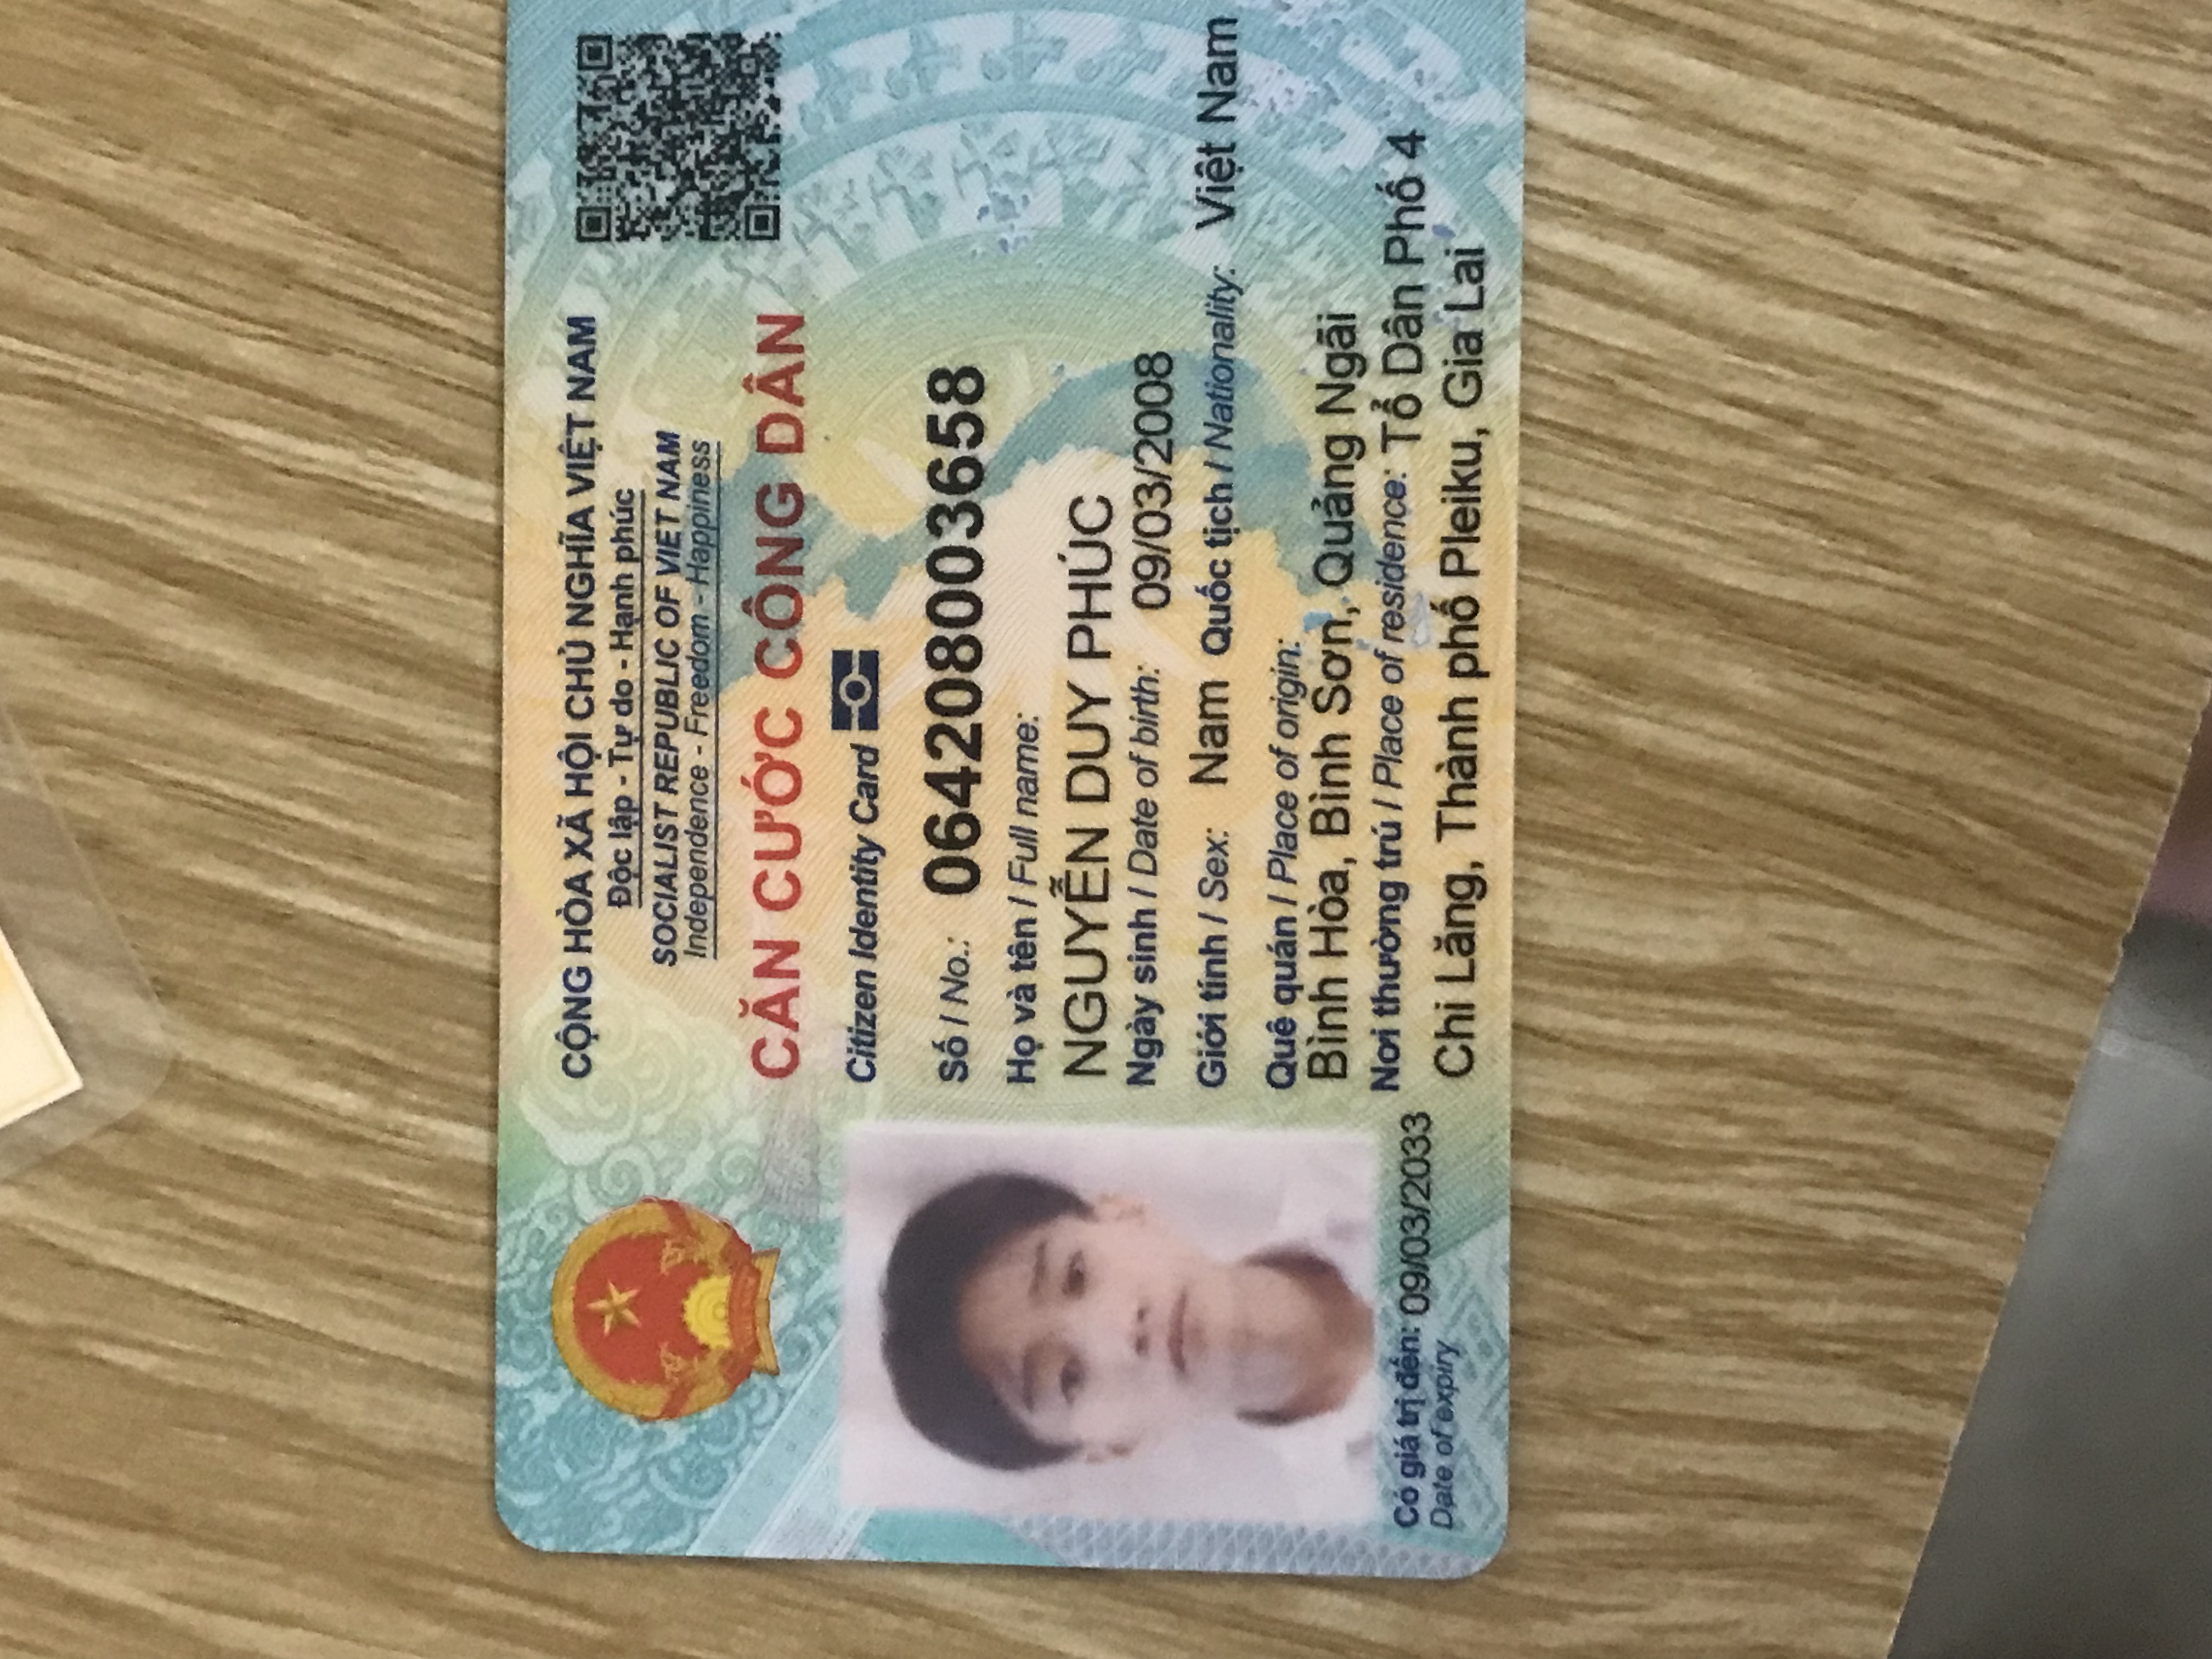 CỘNG HÒA XÃ HỘI CHỦ NGHĨA VIỆT NAM
Độc lập - Tự do - Hạnh phúc
SOCIALIST REPUBLIC OF VIET NAM
Independence - Freedom - Happiness
CĂN CƯỚC CÔNG DÂN
Citizen Identity Card
Số / No.: 064208003658
Họ và tên / Full name:
NGUYỄN DUY PHÚC
Ngày sinh / Date of birth: 09/03/2008
Giới tính / Sex: Nam Quốc tịch / Nationality: Việt Nam
Quê quán / Place of origin:
Bình Hòa, Bình Sơn, Quảng Ngãi
Nơi thường trú / Place of residence: Tổ Dân Phố 4
Chi Lăng, Thành phố Pleiku, Gia Lai
Có giá trị đến: 09/03/2033
Date of expiry